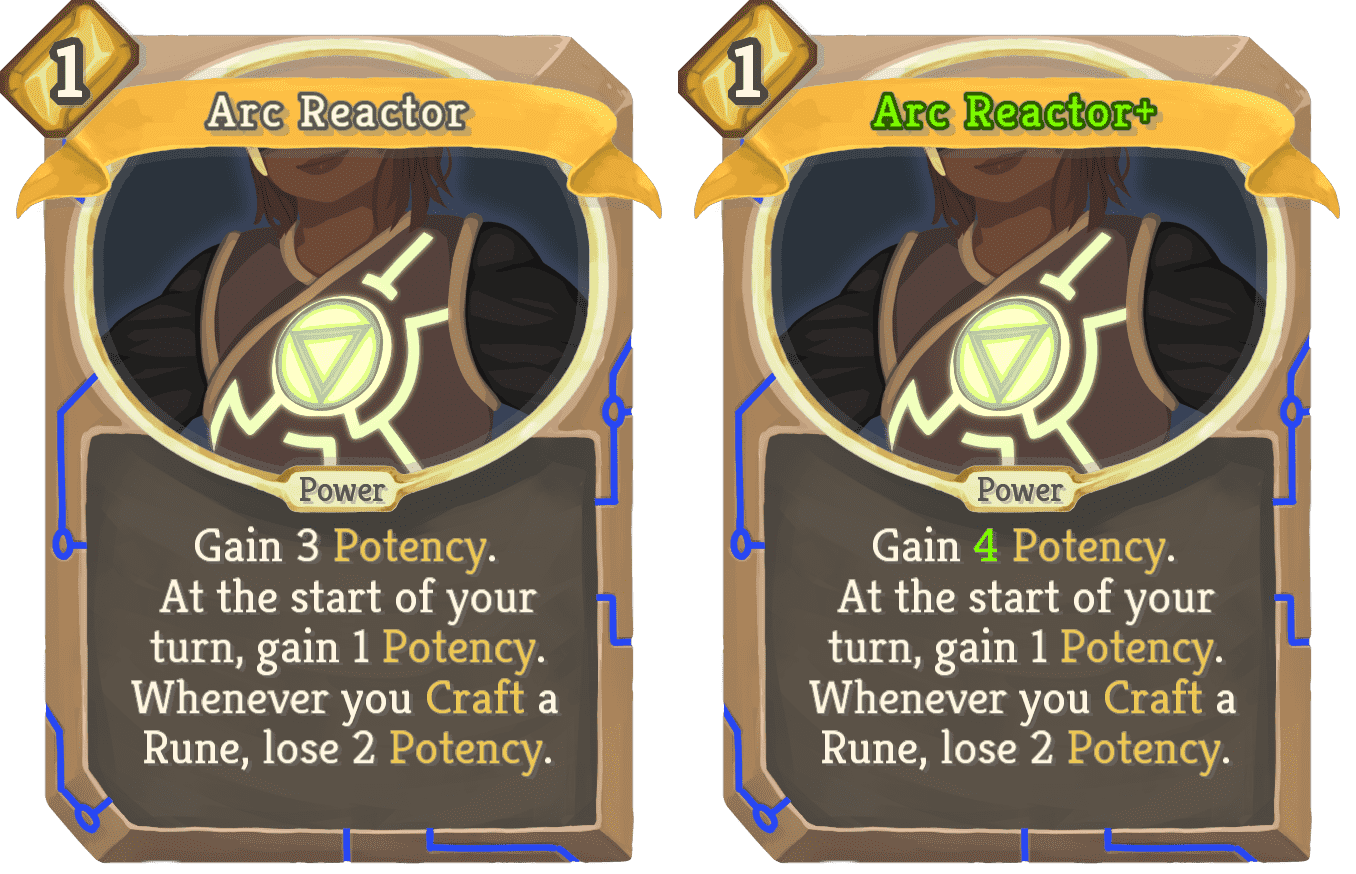 1
Arc Reactor
Power
Gain 3 Potency.
At the start of your
turn, gain 1 Potency.
Whenever you Craft a
Rune, lose 2 Potency.
1
Arc Reactor+
Power
Gain 4 Potency.
At the start of your
turn, gain 1 Potency.
Whenever you Craft a
Rune, lose 2 Potency.